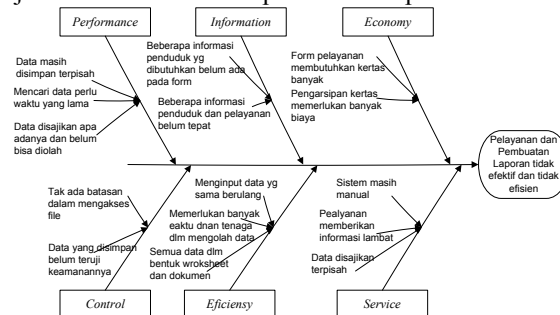 Performance
Information
Economy
Data masih
disimpan terpisah
Mencari data perlu
waktu yang lama
Data disajikan apa
adanya dan belum
bisa diolah
Beberapa informasi
penduduk yg
dibutuhkan belum ada
pada form
Beberapa informasi
penduduk dan pelayanan
belum tepat
Form pelayanan
membutuhkan kertas
banyak
Pengarsipan kertas
memerlukan banyak
biaya
Pelayanan dan
Pembuatan
Laporan tidak
efektif dan tidak
efisien
Tak ada batasan
dalam mengakses
file
Data yang disimpan
belum teruji
keamanannya
Menginput data yg
sama berulang
Memerlukan banyak
eaktu dnan tenaga
dlm mengolah data
Semua data dlm
bentuk wroksheet
dan dokumen
Sistem masih
manual
Pealyanan
memberikan
informasi lambat
Data disajikan
terpisah
Control
Eficiensy
Service